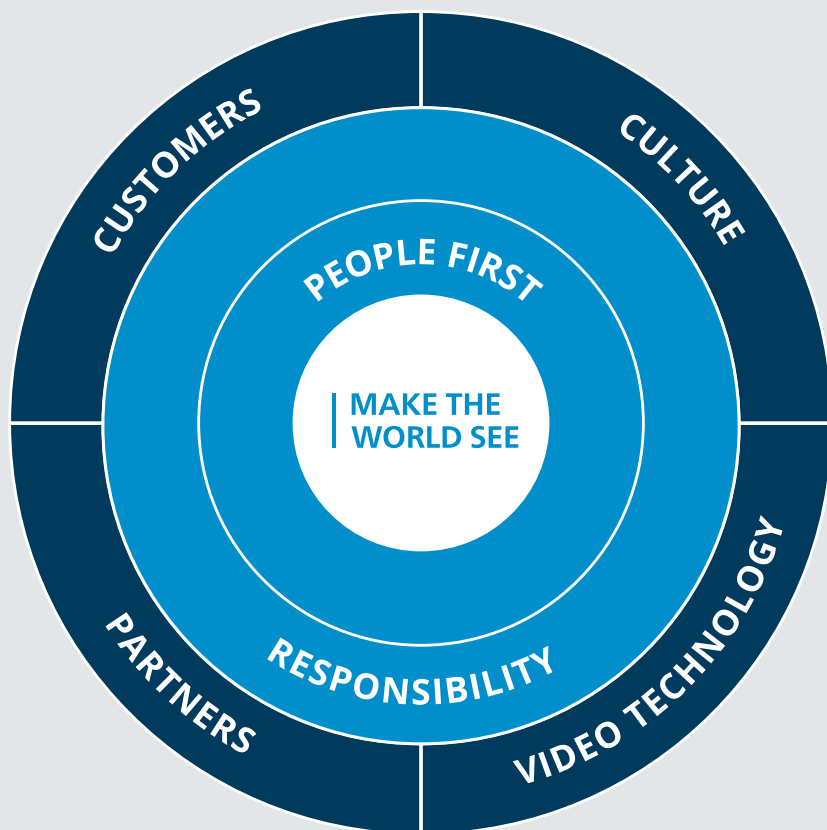 CUSTOMERS
CULTURE
PEOPLE FIRST
MAKE THE
WORLD SEE
RESPONSIBILITY
PARTNERS
VIDEO TECHNOLOGY